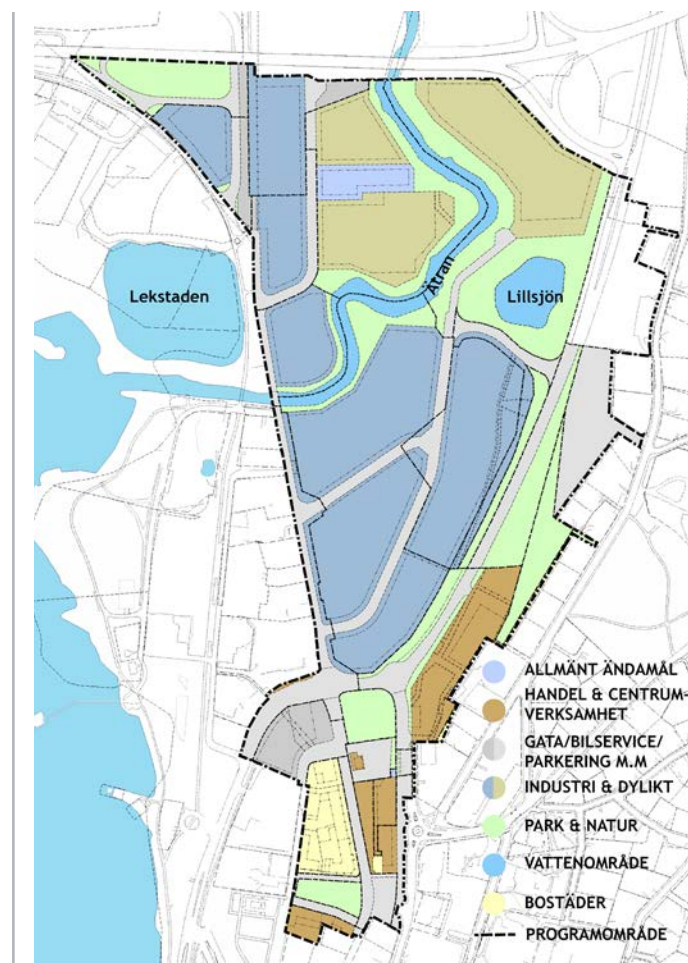 Lekstaden
Ätran
Lillsjön
ALLMÄNT ÄNDAMÅL
HANDEL & CENTRUM-
VERKSAMHET
GATA/BILSERVICE/
PARKERING M.M
INDUSTRI & DYLIKT
PARK & NATUR
VATTENOMRÅDE
BOSTÄDER
PROGRAMOMRÅDE